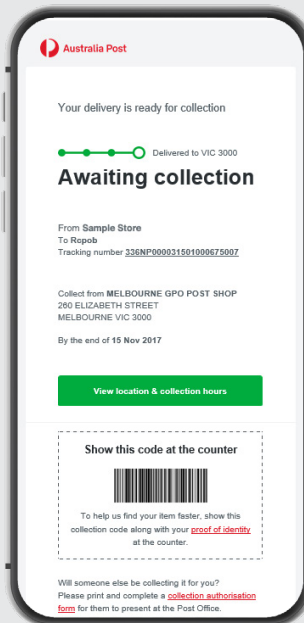 Australia Post
Your delivery is ready for collection
Delivered to VIC 3000
Awaiting collection
From Sample Store
To Rcpob
Tracking number 336NP000031501000675007
Collect from MELBOURNE GPO POST SHOP
260 ELIZABETH STREET
MELBOURNE VIC 3000
By the end of 15 Nov 2017
View location & collection hours
Show this code at the counter
To help us find your item faster, show this
collection code along with your proof of identity
at the counter.
Will someone else be collecting it for you?
Please print and complete a collection authorisation
form for them to present at the Post Office.